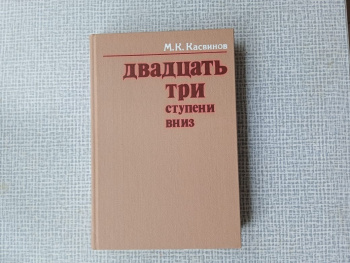 М.К. Касвинов
двадцать
три
ступени
вниз